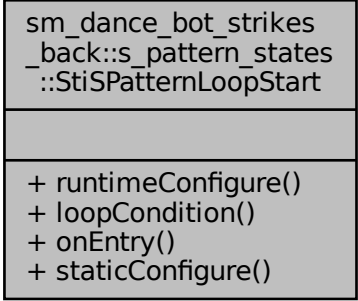 sm_dance_bot_strikes
_back::s_pattern_states
::StiSPatternLoopStart
+ runtimeConfigure()
+ loopCondition()
+ onEntry()
+ staticConfigure()